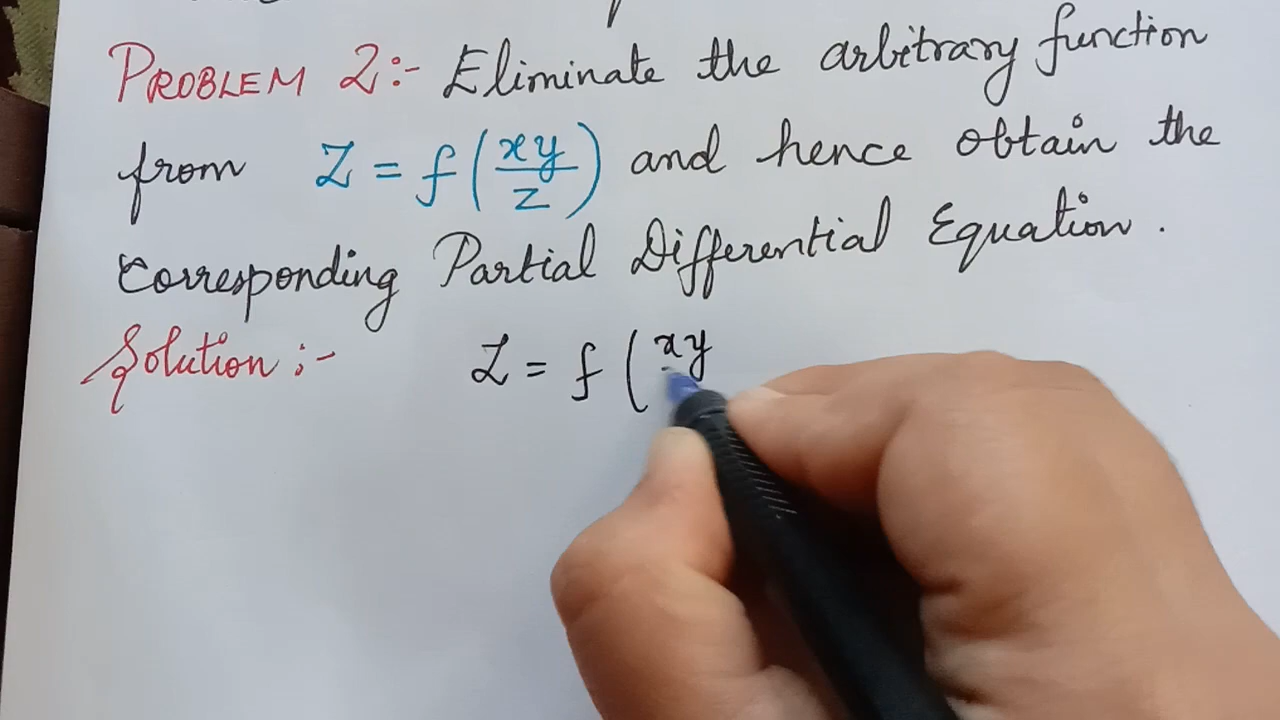 PROBLEM 2:- Eliminate the arbitrary function
from Z = f(xy/z) and hence obtain the
Corresponding Partial Differential Equation.
Solution :- Z = f (xy